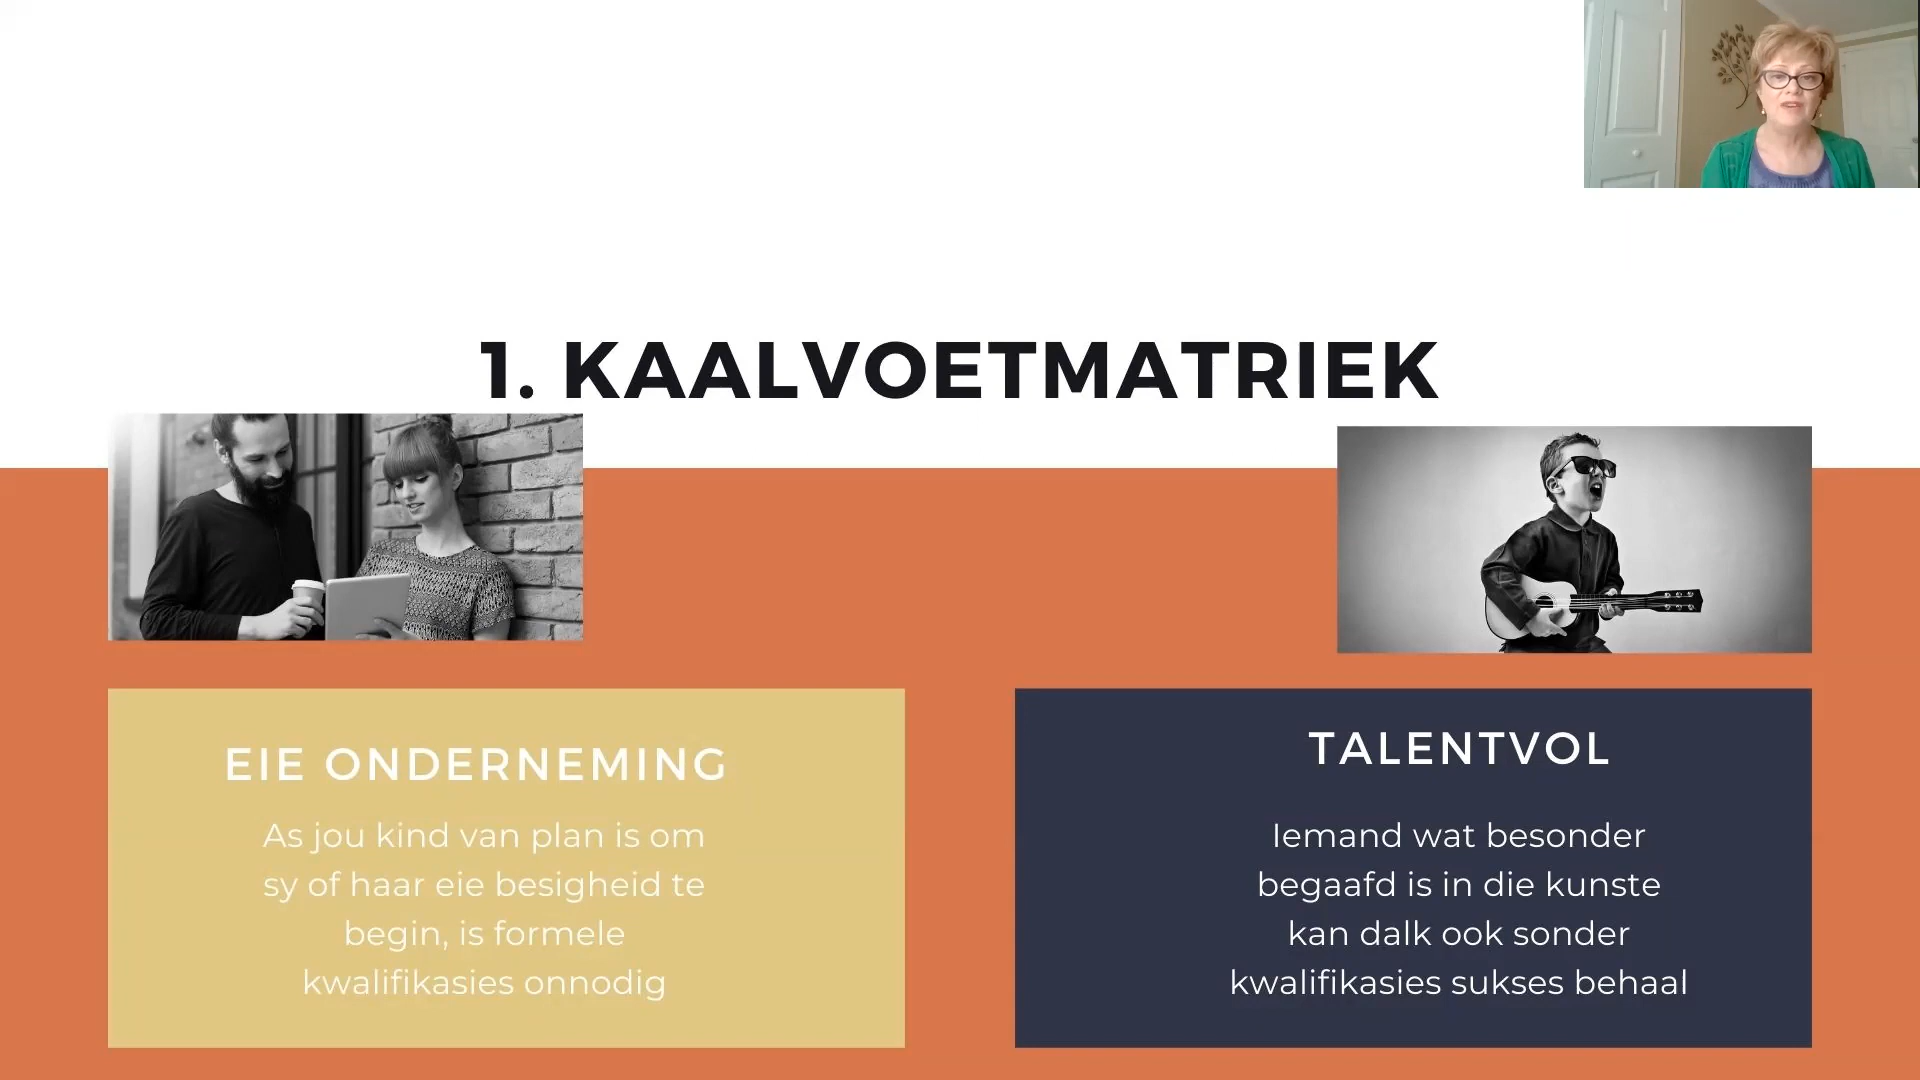 1. KAALVOETMATRIEK
EIE ONDERNEMING
As jou kind van plan is om
sy of haar eie besigheid te
begin, is formele
kwalifikasies onnodig
TALENTVOL
Iemand wat besonder
begaafd is in die kunste
kan dalk ook sonder
kwalifikasies sukses behaal